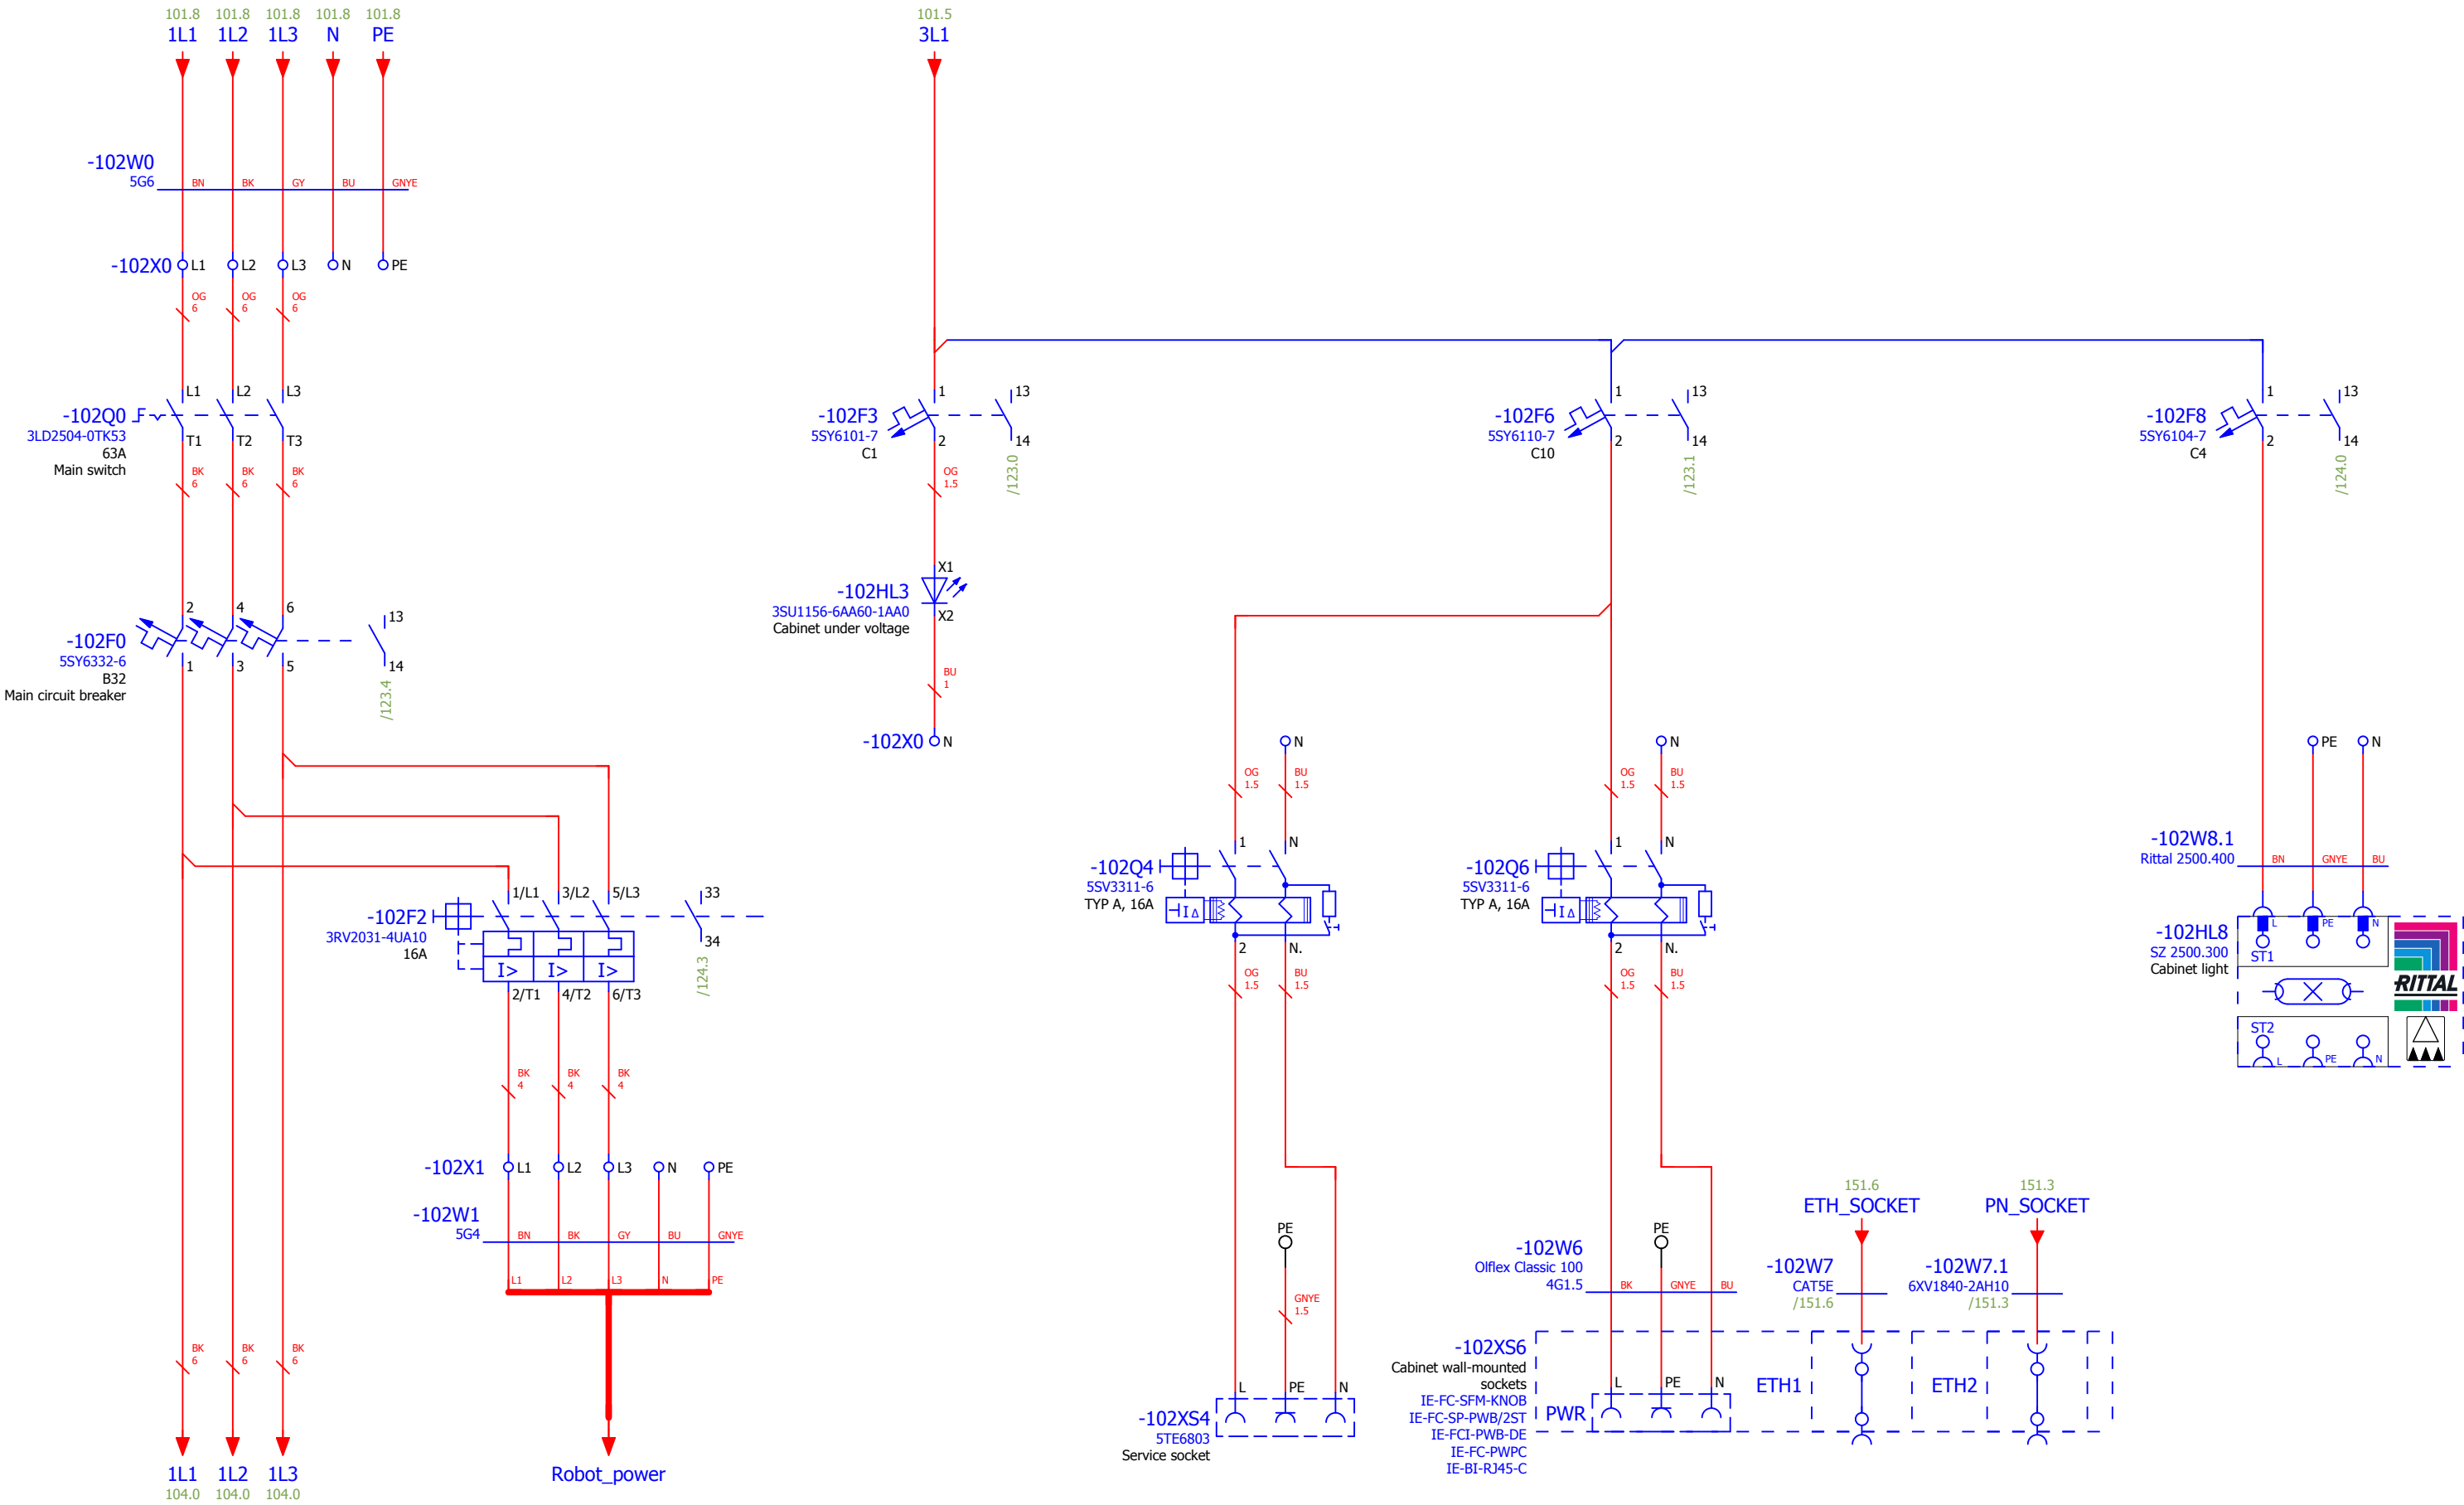 101.8 101.8 101.8 101.8 101.8
1L1 1L2 1L3 N PE
101.5
3L1
-102W0
5G6
BN BK GY BU GNYE
-102X0 L1 L2 L3 N PE
OG OG OG
6 6 6
L1 L2 L3
-102Q0
3LD2504-0TK53
63A
Main switch
T1 T2 T3
BK BK BK
6 6 6
2 4 6 13
-102F0
5SY6332-6
B32
Main circuit breaker
1 3 5 14
/123.4
1/L1 3/L2 5/L3 33
-102F2
3RV2031-4UA10
16A
I> I> I>
34
2/T1 4/T2 6/T3
/124.3
BK BK BK
4 4 4
-102X1 L1 L2 L3 N PE
-102W1
5G4
BN BK GY BU GNYE
L1 L2 L3 N PE
BK BK BK
6 6 6
1L1 1L2 1L3
104.0 104.0 104.0
Robot_power
1 13
-102F3
5SY6101-7
C1
2 14
/123.0
OG
1.5
X1
-102HL3
3SU1156-6AA60-1AA0
Cabinet under voltage
X2
BU
1
-102X0 N
1 13
-102F6
5SY6110-7
C10
2 14
/123.1
1 13
-102F8
5SY6104-7
C4
2 14
/124.0
N
OG BU
1.5 1.5
1 N
-102Q4
5SV3311-6
TYP A, 16A
I Δ
2 N.
OG BU
1.5 1.5
PE
GNYE
1.5
L PE N
-102XS4
5TE6803
Service socket
N
OG BU
1.5 1.5
1 N
-102Q6
5SV3311-6
TYP A, 16A
I Δ
2 N.
OG BU
1.5 1.5
PE
-102W6
Olflex Classic 100
4G1.5
BK GNYE BU
-102XS6
Cabinet wall-mounted
sockets
IE-FC-SFM-KNOB
IE-FC-SP-PWB/2ST
IE-FCI-PWB-DE
IE-FC-PWPC
IE-BI-RJ45-C
L PE N
PWR
151.6
ETH_SOCKET
-102W7
CAT5E
/151.6
ETH1
151.3
PN_SOCKET
-102W7.1
6XV1840-2AH10
/151.3
ETH2
PE N
-102W8.1
Rittal 2500.400
BN GNYE BU
-102HL8
SZ 2500.300
Cabinet light
L PE N
ST1
RITTAL
ST2
L PE N